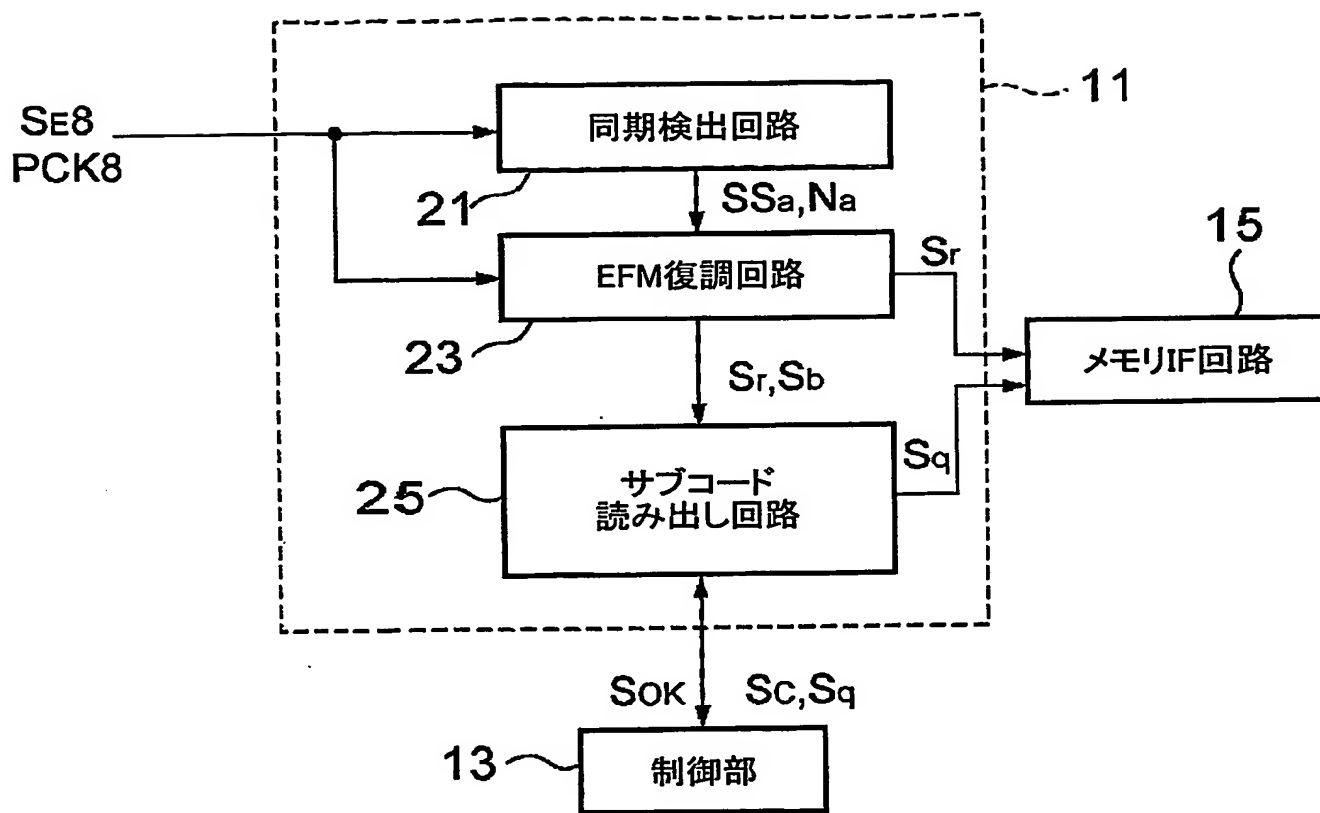 11
SE8
PCK8
同期検出回路
21
SSa,Na
EFM復調回路
23
Sr
15
メモリIF回路
Sr,Sb
サブコード
読み出し回路
25
Sq
SOK
SC,Sq
13
制御部